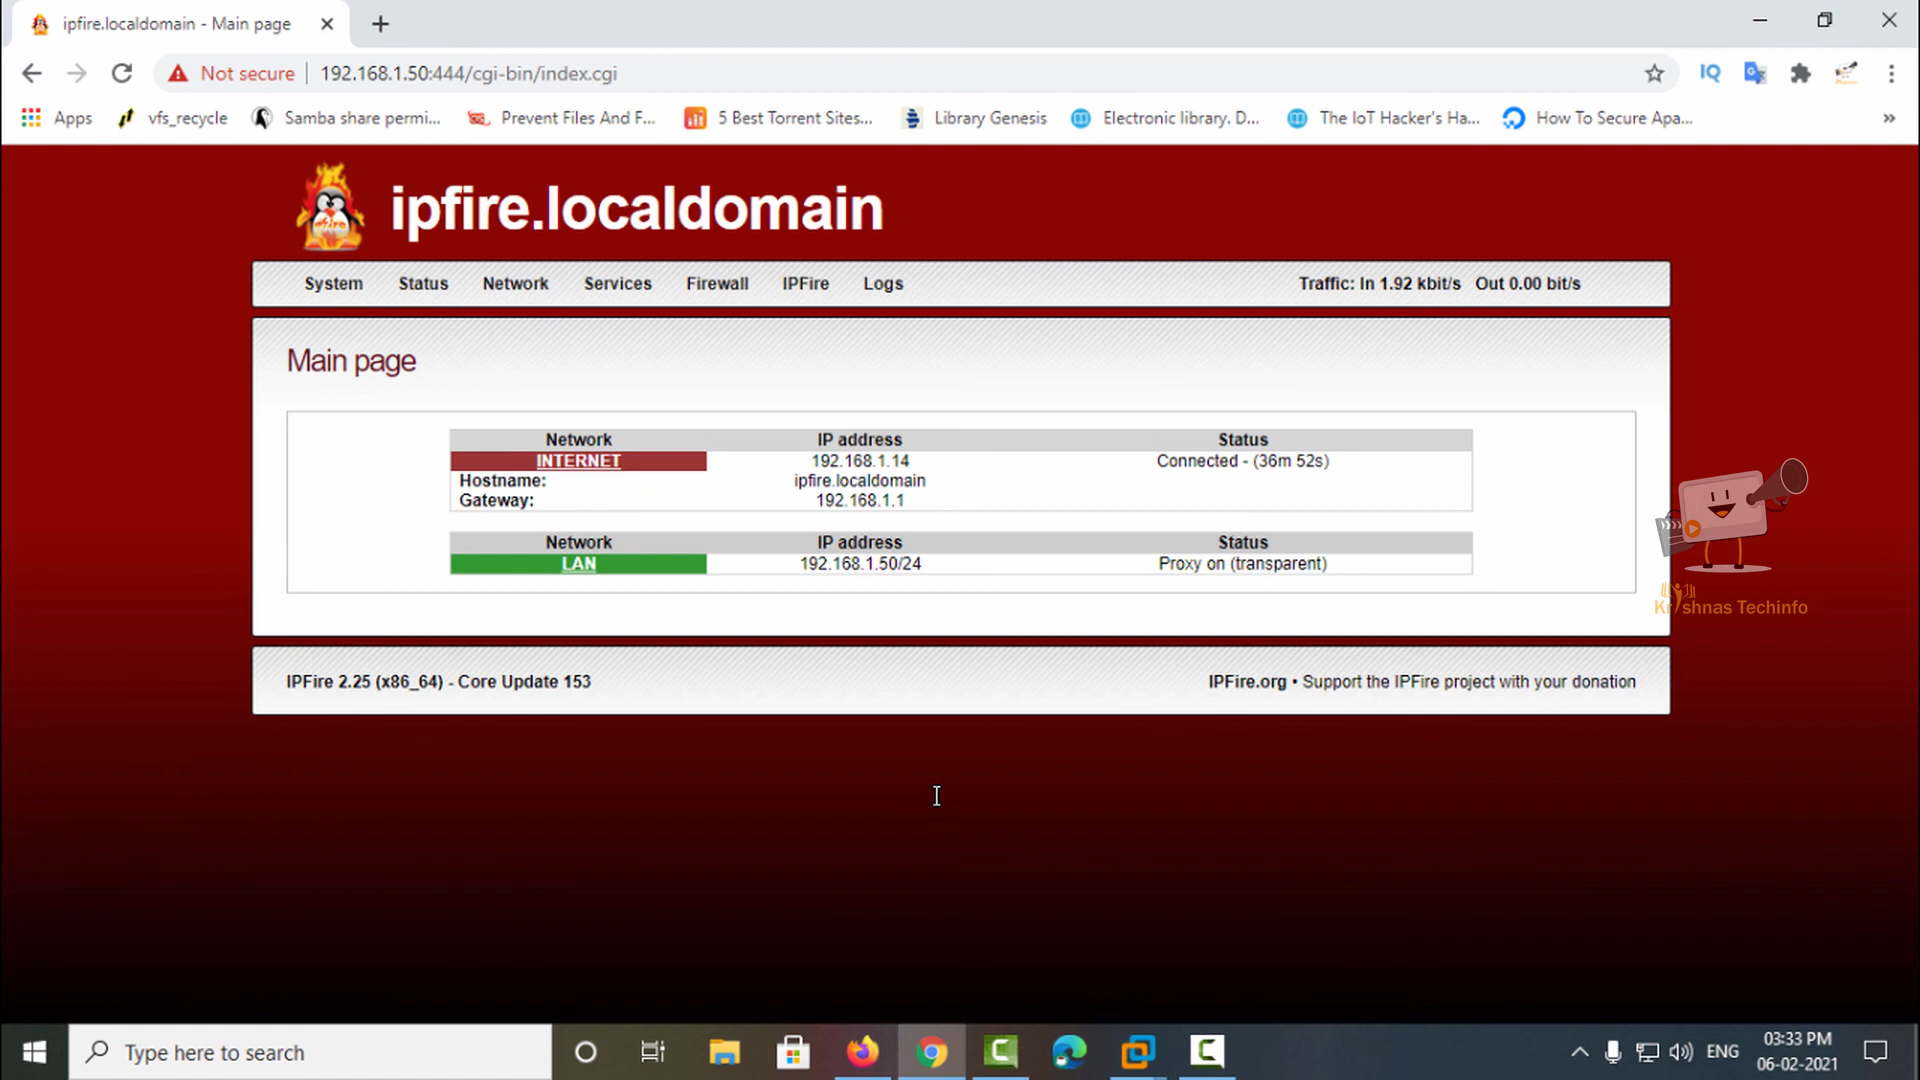 ipfire.localdomain - Main page
Not secure 192.168.1.50:444/cgi-bin/index.cgi IQ
Apps vfs_recycle Samba share permi... Prevent Files And F... 5 Best Torrent Sites... Library Genesis Electronic library. D... The IoT Hacker's Ha... How To Secure Apa... »
ipfire.localdomain
System Status Network Services Firewall IPFire Logs Traffic: In 1.92 kbit/s Out 0.00 bit/s
Main page
Network IP address Status
INTERNET 192.168.1.14 Connected - (36m 52s)
Hostname: ipfire.localdomain
Gateway: 192.168.1.1
Network IP address Status
LAN 192.168.1.50/24 Proxy on (transparent)
Krishnas Techinfo
IPFire 2.25 (x86_64) - Core Update 153 IPFire.org • Support the IPFire project with your donation
Type here to search ENG 03:33 PM
06-02-2021